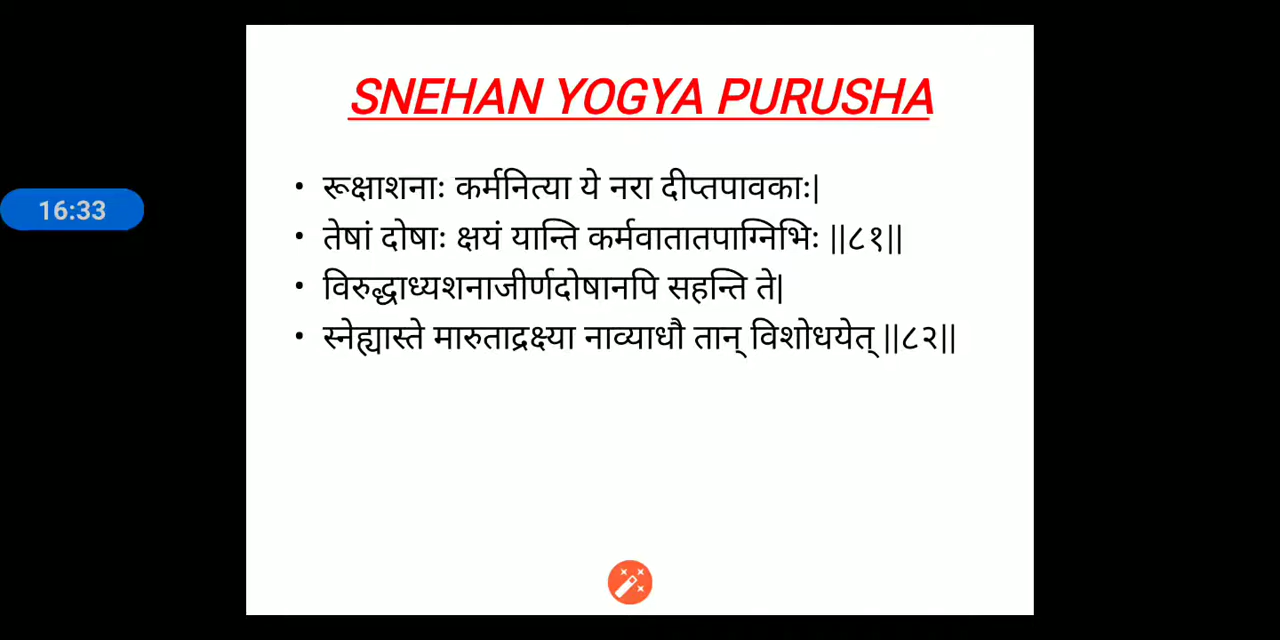 SNEHAN YOGYA PURUSHA
• रूक्षाशनाः कर्मनित्या ये नरा दीप्तपावकाः|
16:33
• तेषां दोषाः क्षयं यान्ति कर्मवातातपाग्निभिः ||८१||
• विरुद्धाध्यशनाजीर्णदोषानपि सहन्ति ते|
• स्नेह्यास्ते मारुताद्रक्ष्या नाव्याधौ तान् विशोधयेत् ||८२||